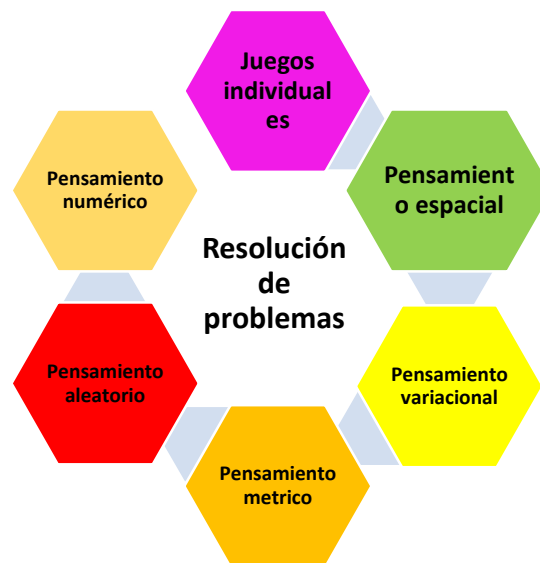 Juegos
individual
es
Pensamient
o espacial
Pensamiento
numérico
Resolución
de
problemas
Pensamiento
variacional
Pensamiento
aleatorio
Pensamiento
metrico